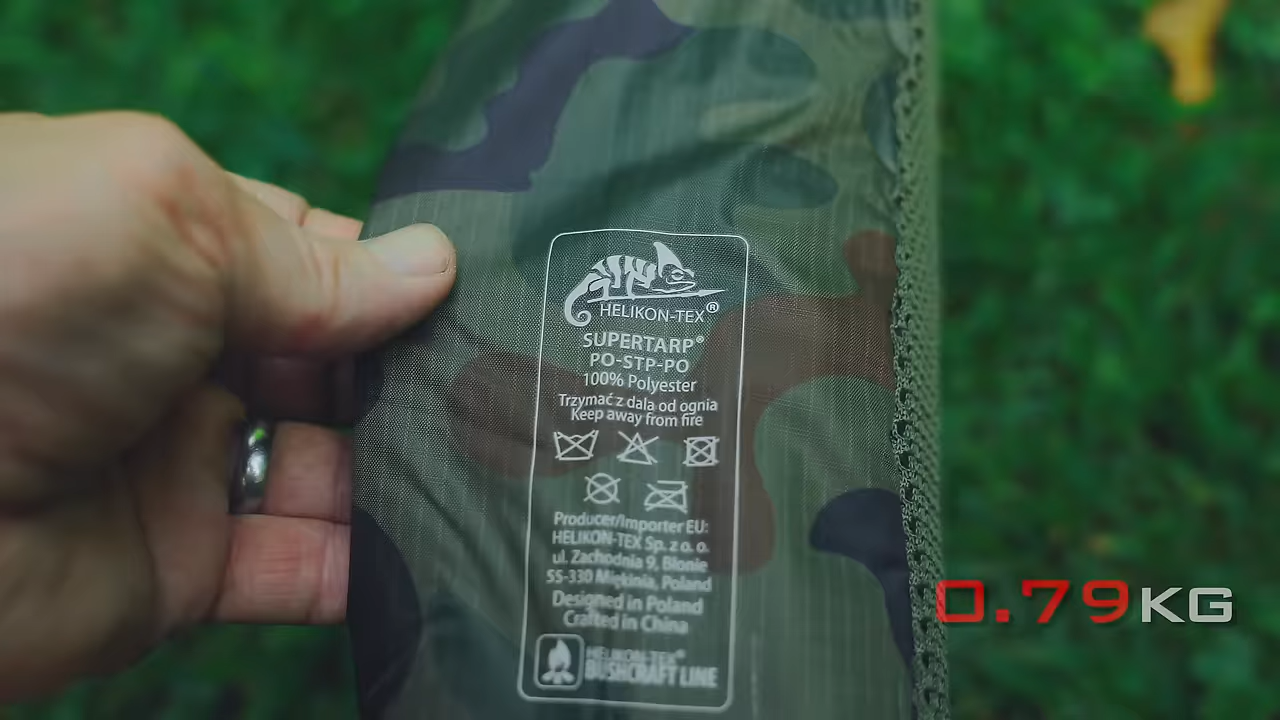 HELIKON-TEX®
SUPERTARP®
PO-STP-PO
100% Polyester
Trzymać z dala od ognia
Keep away from fire
Producer/Importer EU:
HELIKON-TEX Sp. z o. o.
ul. Zachodnia 9, Błonie
55-330 Miękinia, Poland
Designed in Poland
Crafted in China
HELIKON-TEX®
BUSHCRAFT LINE
0.79KG